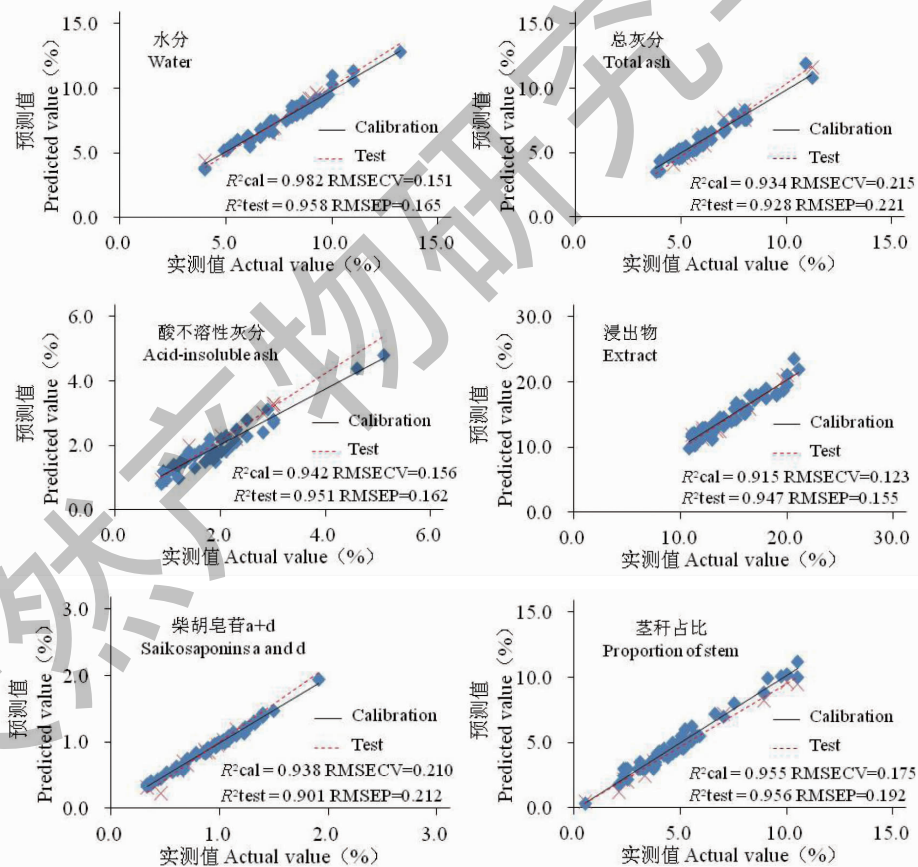 15.0
10.0
5.0
0.0
0.0
5.0
10.0
15.0
水分
Water
预测值
Predicted value (%)
Calibration
Test
R²cal = 0.982 RMSECV=0.151
R²test = 0.958 RMSEP=0.165
实测值 Actual value (%)
15.0
10.0
5.0
0.0
0.0
5.0
10.0
15.0
总灰分
Total ash
预测值
Predicted value (%)
Calibration
Test
R²cal = 0.934 RMSECV=0.215
R²test = 0.928 RMSEP=0.221
实测值 Actual value (%)
6.0
4.0
2.0
0.0
0.0
2.0
4.0
6.0
酸不溶性灰分
Acid-insoluble ash
预测值
Predicted value (%)
Calibration
Test
R²cal = 0.942 RMSECV=0.156
R²test = 0.951 RMSEP=0.162
实测值 Actual value (%)
30.0
20.0
10.0
0.0
0.0
10.0
20.0
30.0
浸出物
Extract
预测值
Predicted value (%)
Calibration
Test
R²cal = 0.915 RMSECV=0.123
R²test = 0.947 RMSEP=0.155
实测值 Actual value (%)
3.0
2.0
1.0
0.0
0.0
1.0
2.0
3.0
柴胡皂苷a+d
Saikosaponins a and d
预测值
Predicted value (%)
Calibration
Test
R²cal = 0.938 RMSECV=0.210
R²test = 0.901 RMSEP=0.212
实测值 Actual value (%)
15.0
10.0
5.0
0.0
0.0
5.0
10.0
15.0
茎秆占比
Proportion of stem
预测值
Predicted value (%)
Calibration
Test
R²cal = 0.955 RMSECV=0.175
R²test = 0.956 RMSEP=0.192
实测值 Actual value (%)
然产物研究